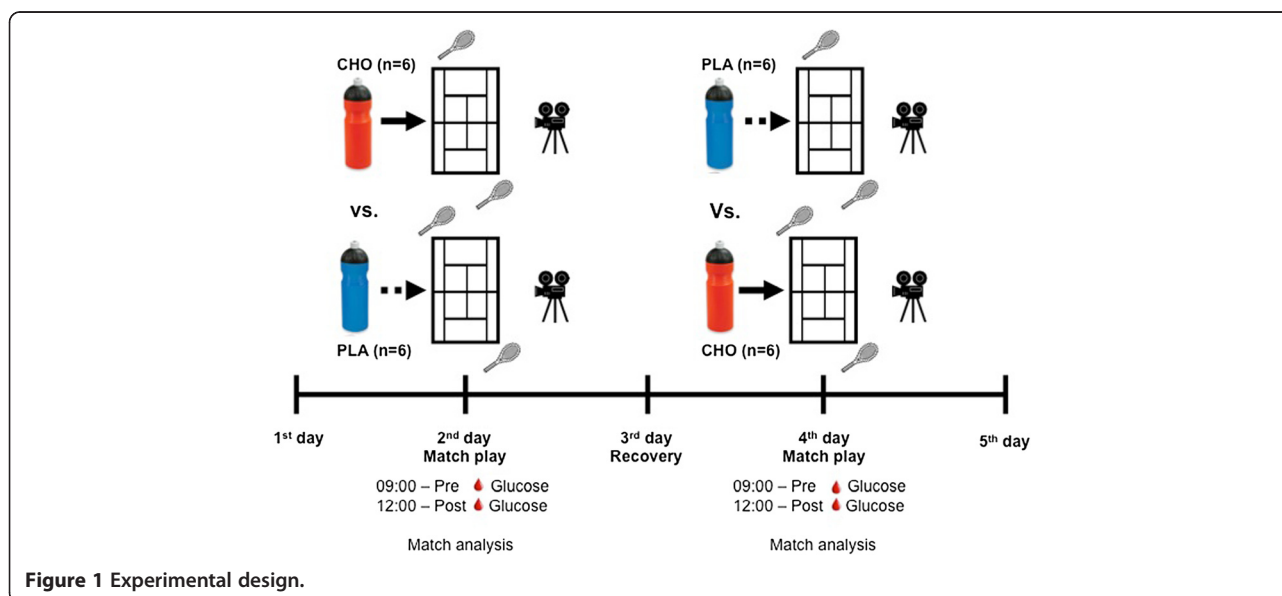 CHO (n=6)
PLA (n=6)
vs.
Vs.
PLA (n=6)
CHO (n=6)
1st day
2nd day
Match play
3rd day
Recovery
4th day
Match play
5th day
09:00 – Pre Glucose
12:00 – Post Glucose
09:00 – Pre Glucose
12:00 – Post Glucose
Match analysis
Match analysis
Figure 1 Experimental design.